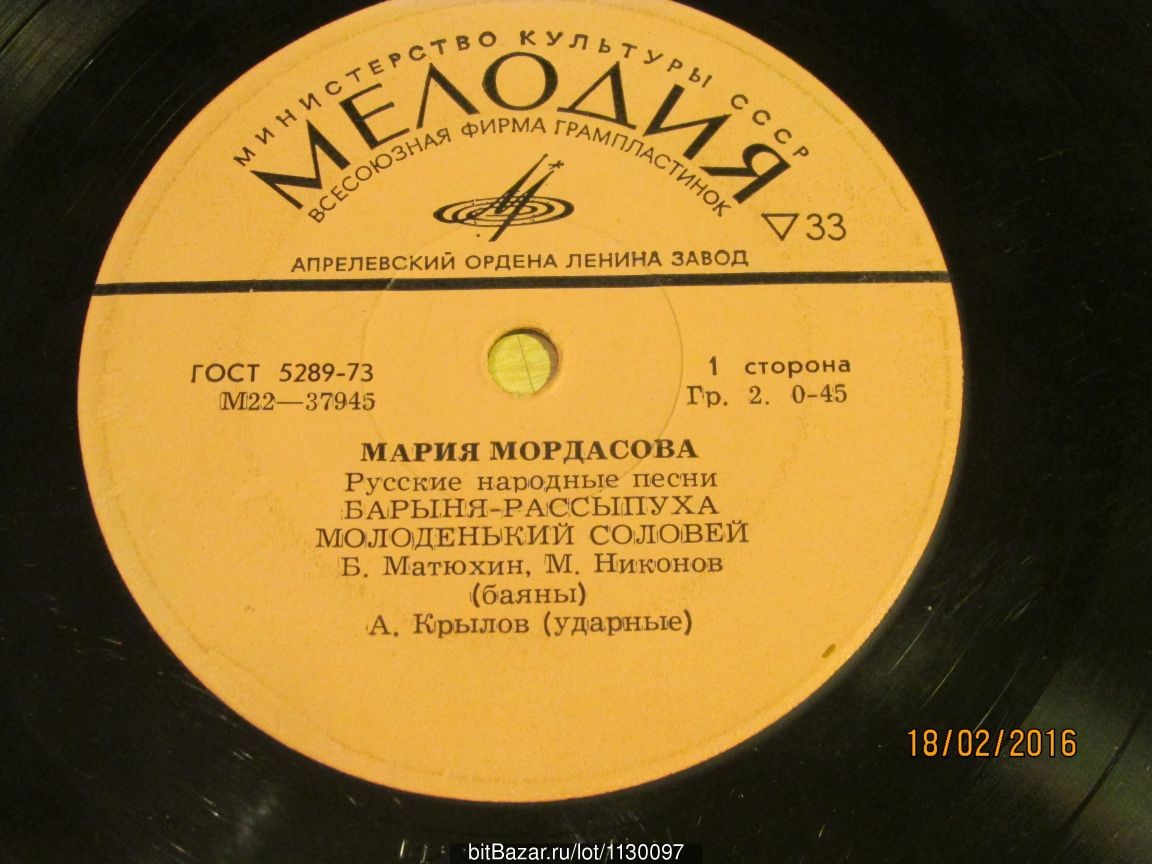 МИНИСТЕРСТВО КУЛЬТУРЫ СССР
МЕЛОДИЯ
ВСЕСОЮЗНАЯ ФИРМА ГРАМПЛАСТИНОК
▽33
АПРЕЛЕВСКИЙ ОРДЕНА ЛЕНИНА ЗАВОД
ГОСТ 5289-73
М22—37945
1 сторона
Гр. 2. 0-45
МАРИЯ МОРДАСОВА
Русские народные песни
БАРЫНЯ-РАССЫПУХА
МОЛОДЕНЬКИЙ СОЛОВЕЙ
Б. Матюхин, М. Никонов
(баяны)
А. Крылов (ударные)
18/02/2016
bitBazar.ru/lot/1130097